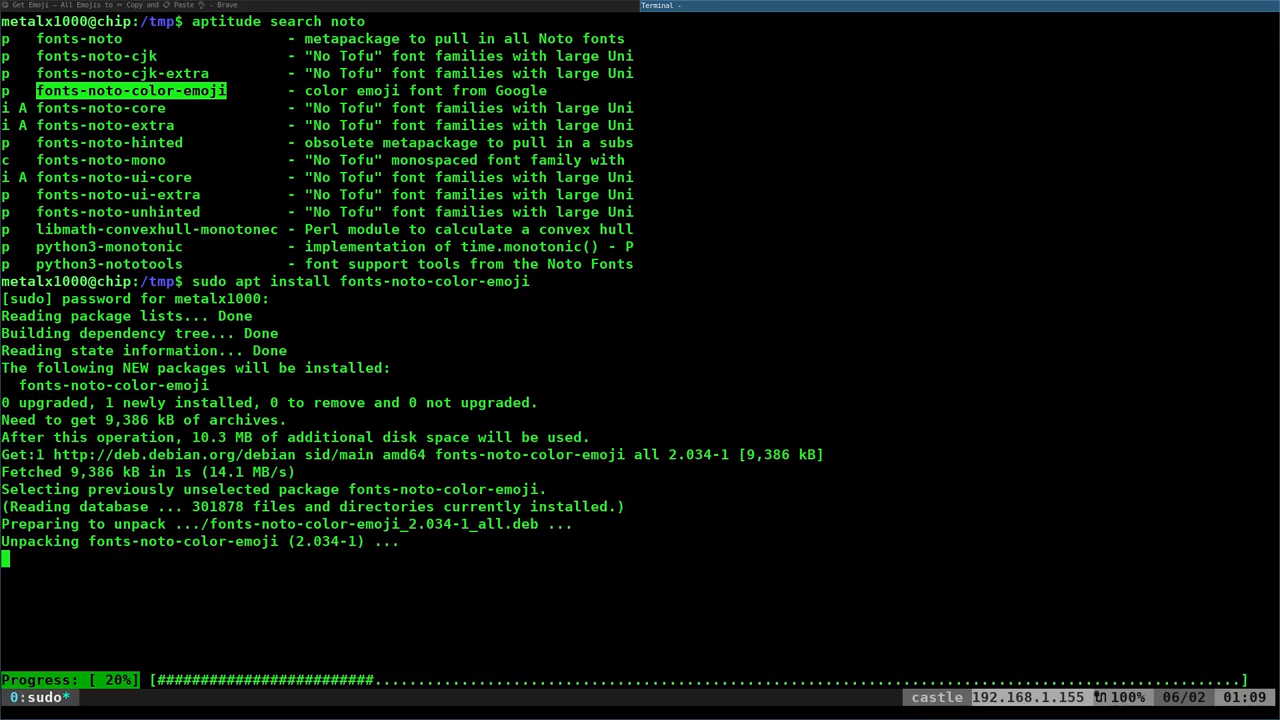 Get Emoji — All Emojis to ✂ Copy and 📋 Paste 👌 - Brave
Terminal -
metalx1000@chip:/tmp$ aptitude search noto
p   fonts-noto                   - metapackage to pull in all Noto fonts
p   fonts-noto-cjk               - "No Tofu" font families with large Uni
p   fonts-noto-cjk-extra         - "No Tofu" font families with large Uni
p   fonts-noto-color-emoji       - color emoji font from Google
i A fonts-noto-core              - "No Tofu" font families with large Uni
i A fonts-noto-extra             - "No Tofu" font families with large Uni
p   fonts-noto-hinted            - obsolete metapackage to pull in a subs
c   fonts-noto-mono              - "No Tofu" monospaced font family with
i A fonts-noto-ui-core           - "No Tofu" font families with large Uni
p   fonts-noto-ui-extra          - "No Tofu" font families with large Uni
p   fonts-noto-unhinted          - "No Tofu" font families with large Uni
p   libmath-convexhull-monotonec - Perl module to calculate a convex hull
p   python3-monotonic            - implementation of time.monotonic() - P
p   python3-nototools            - font support tools from the Noto Fonts
metalx1000@chip:/tmp$ sudo apt install fonts-noto-color-emoji
[sudo] password for metalx1000:
Reading package lists... Done
Building dependency tree... Done
Reading state information... Done
The following NEW packages will be installed:
  fonts-noto-color-emoji
0 upgraded, 1 newly installed, 0 to remove and 0 not upgraded.
Need to get 9,386 kB of archives.
After this operation, 10.3 MB of additional disk space will be used.
Get:1 http://deb.debian.org/debian sid/main amd64 fonts-noto-color-emoji all 2.034-1 [9,386 kB]
Fetched 9,386 kB in 1s (14.1 MB/s)
Selecting previously unselected package fonts-noto-color-emoji.
(Reading database ... 301878 files and directories currently installed.)
Preparing to unpack .../fonts-noto-color-emoji_2.034-1_all.deb ...
Unpacking fonts-noto-color-emoji (2.034-1) ...
Progress: [ 20%] [#########################....................................................................................................]
0:sudo* castle 192.168.1.155 100% 06/02 01:09